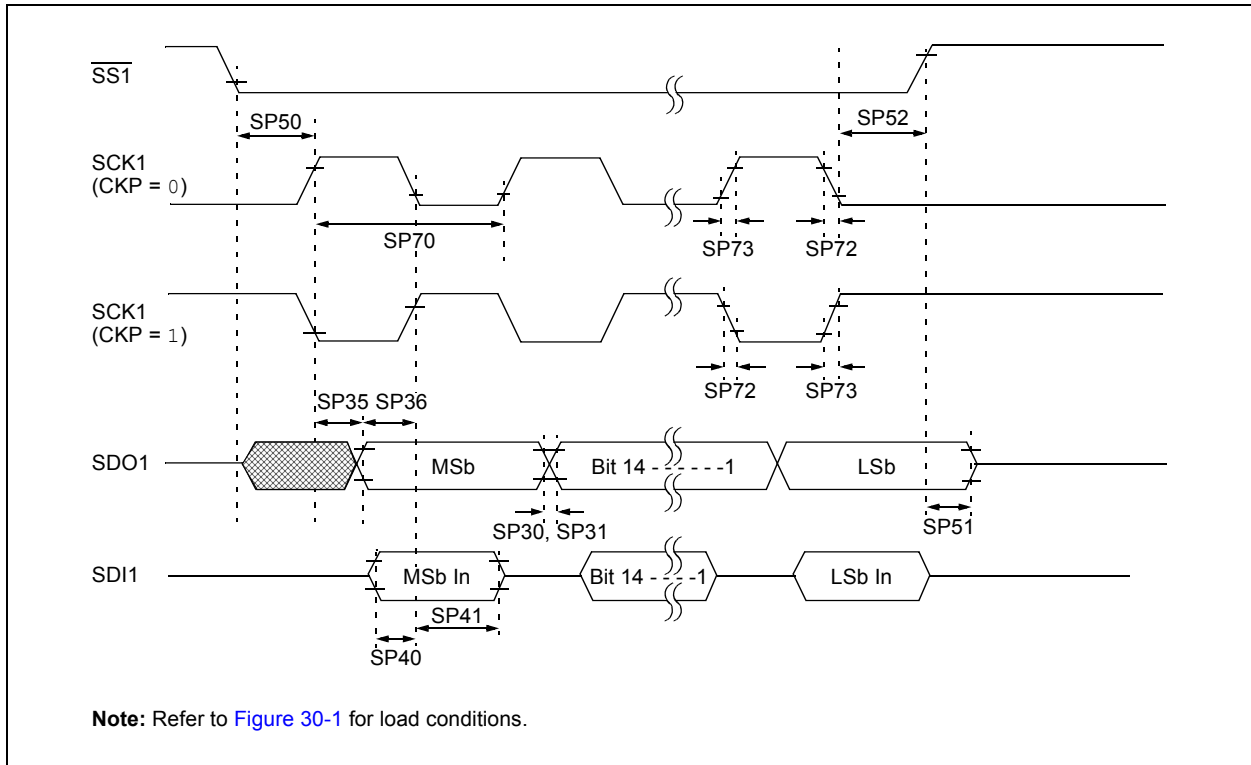 SS1
SP50
SP52
SCK1
(CKP = 0)
SP70
SP73
SP72
SCK1
(CKP = 1)
SP72
SP73
SP35 SP36
SDO1
MSb
Bit 14 - - - - - -1
LSb
SP30, SP31
SP51
SDI1
MSb In
Bit 14 - - - -1
LSb In
SP41
SP40
Note: Refer to Figure 30-1 for load conditions.